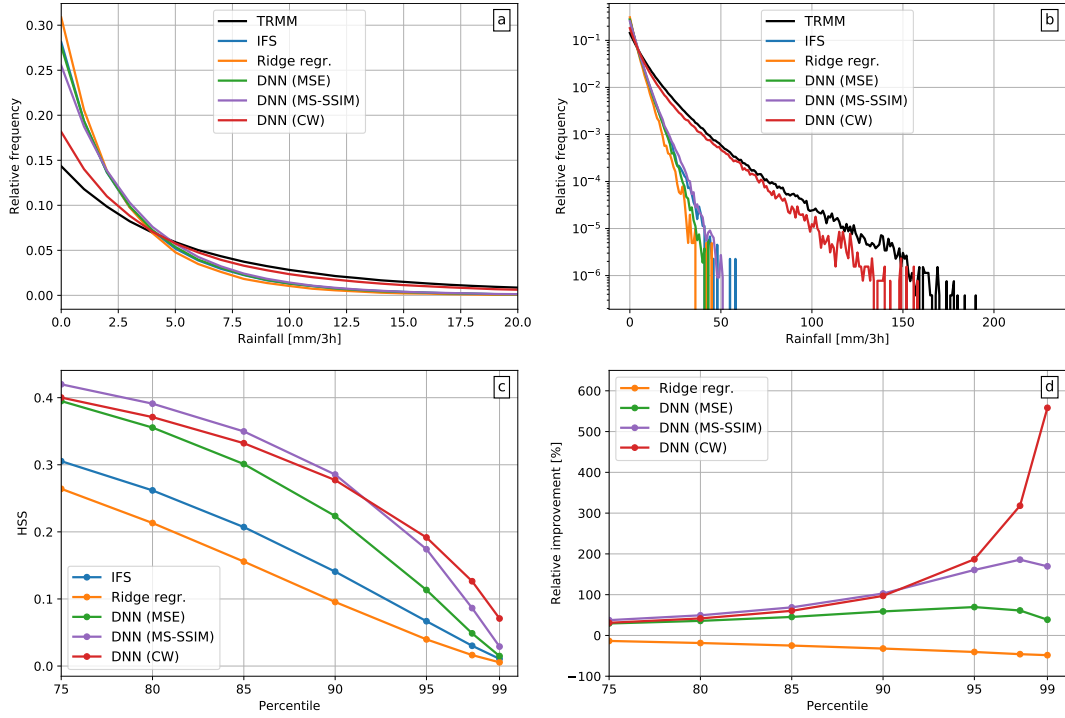 a
0.30
0.25
0.20
0.15
0.10
0.05
0.00
Relative frequency
TRMM
IFS
Ridge regr.
DNN (MSE)
DNN (MS-SSIM)
DNN (CW)
0.0
2.5
5.0
7.5
10.0
12.5
15.0
17.5
20.0
Rainfall [mm/3h]
b
10⁻¹
10⁻²
10⁻³
10⁻⁴
10⁻⁵
10⁻⁶
Relative frequency
TRMM
IFS
Ridge regr.
DNN (MSE)
DNN (MS-SSIM)
DNN (CW)
0
50
100
150
200
Rainfall [mm/3h]
c
0.4
0.3
0.2
0.1
0.0
HSS
IFS
Ridge regr.
DNN (MSE)
DNN (MS-SSIM)
DNN (CW)
75
80
85
90
95
99
Percentile
d
600
500
400
300
200
100
0
−100
Relative improvement [%]
Ridge regr.
DNN (MSE)
DNN (MS-SSIM)
DNN (CW)
75
80
85
90
95
99
Percentile